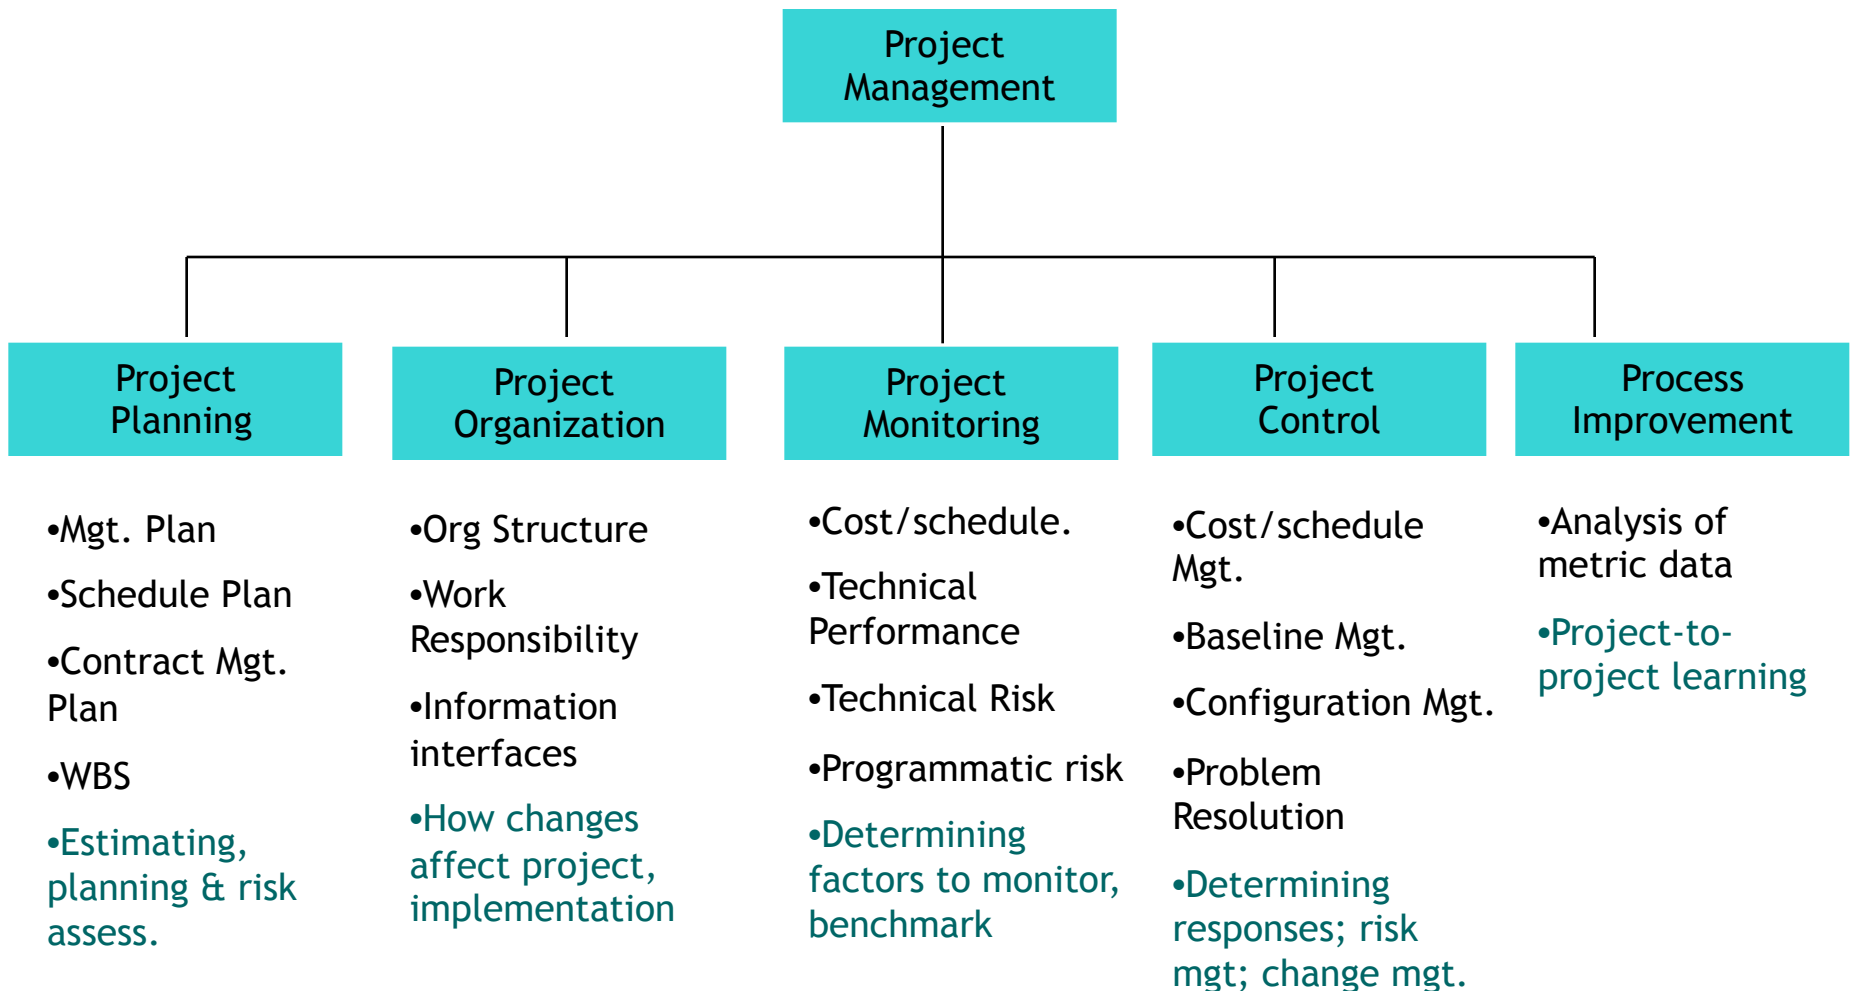 Project
Management
Project
Planning
Project
Organization
Project
Monitoring
Project
Control
Process
Improvement
•Mgt. Plan
•Schedule Plan
•Contract Mgt.
Plan
•WBS
•Estimating,
planning & risk
assess.
•Org Structure
•Work
Responsibility
•Information
interfaces
•How changes
affect project,
implementation
•Cost/schedule.
•Technical
Performance
•Technical Risk
•Programmatic risk
•Determining
factors to monitor,
benchmark
•Cost/schedule
Mgt.
•Baseline Mgt.
•Configuration Mgt.
•Problem
Resolution
•Determining
responses; risk
mgt; change mgt.
•Analysis of
metric data
•Project-to-
project learning